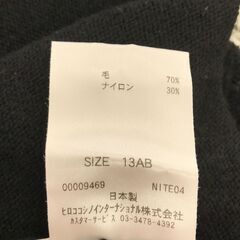 毛 70%
ナイロン 30%
SIZE 13AB
00009469 NITE04
日本製
ヒロココシノインターナショナル株式会社
カスタマーサービス 03-3478-4392